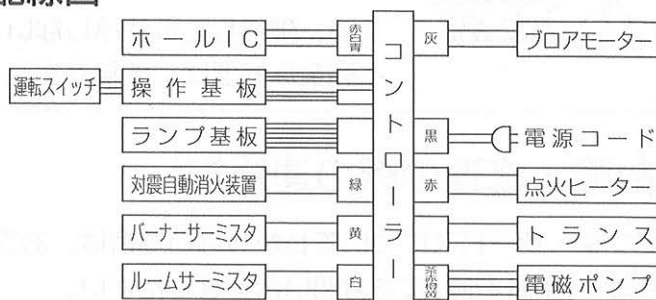 配線図
ホールIC
赤白青
コントローラー
灰
ブロアモーター
運転スイッチ
操作基板
ランプ基板
黒
電源コード
対震自動消火装置
緑
赤
点火ヒーター
バーナーサーミスタ
黄
トランス
ルームサーミスタ
白
電磁ポンプ